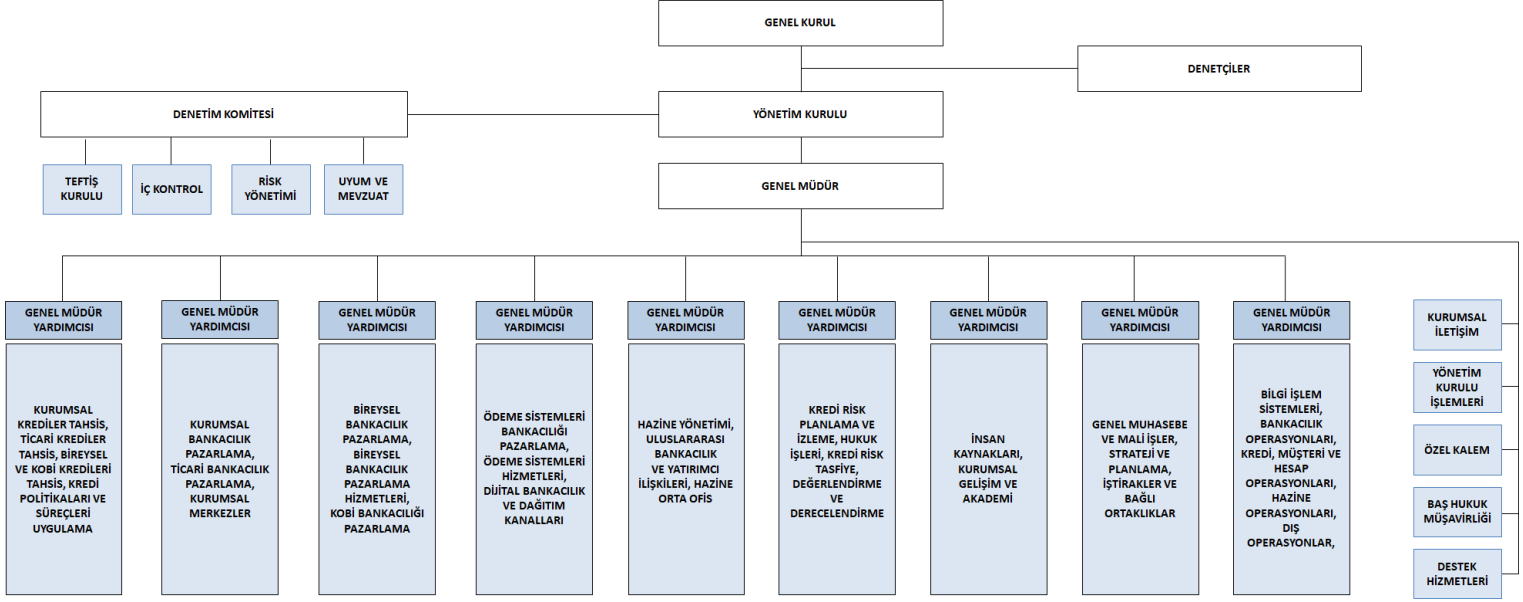 GENEL KURUL
DENETÇİLER
DENETİM KOMİTESİ
YÖNETİM KURULU
TEFTİŞ
KURULU
İÇ KONTROL
RİSK
YÖNETİMİ
UYUM VE
MEVZUAT
GENEL MÜDÜR
GENEL MÜDÜR
YARDIMCISI
KURUMSAL
KREDİLER TAHSİS,
TİCARİ KREDİLER
TAHSİS, BİREYSEL
VE KOBİ KREDİLERİ
TAHSİS, KREDİ
POLİTİKALARI VE
SÜREÇLERİ
UYGULAMA
GENEL MÜDÜR
YARDIMCISI
KURUMSAL
BANKACILIK
PAZARLAMA,
TİCARİ BANKACILIK
PAZARLAMA,
KURUMSAL
MERKEZLER
GENEL MÜDÜR
YARDIMCISI
BİREYSEL
BANKACILIK
PAZARLAMA,
BİREYSEL
BANKACILIK
PAZARLAMA
HİZMETLERİ,
KOBİ BANKACILIĞI
PAZARLAMA
GENEL MÜDÜR
YARDIMCISI
ÖDEME SİSTEMLERİ
BANKACILIĞI
PAZARLAMA,
ÖDEME SİSTEMLERİ
HİZMETLERİ,
DİJİTAL BANKACILIK
VE DAĞITIM
KANALLARI
GENEL MÜDÜR
YARDIMCISI
HAZİNE YÖNETİMİ,
ULUSLARARASI
BANKACILIK
VE YATIRIMCI
İLİŞKİLERİ, HAZİNE
ORTA OFİS
GENEL MÜDÜR
YARDIMCISI
KREDİ RİSK
PLANLAMA VE
İZLEME, HUKUK
İŞLERİ, KREDİ RİSK
TASFİYE,
DEĞERLENDİRME
VE
DERECELENDİRME
GENEL MÜDÜR
YARDIMCISI
İNSAN
KAYNAKLARI,
KURUMSAL
GELİŞİM VE
AKADEMİ
GENEL MÜDÜR
YARDIMCISI
GENEL MUHASEBE
VE MALİ İŞLER,
STRATEJİ VE
PLANLAMA,
İŞTİRAKLER VE
BAĞLI
ORTAKLIKLAR
GENEL MÜDÜR
YARDIMCISI
BİLGİ İŞLEM
SİSTEMLERİ,
BANKACILIK
OPERASYONLARI,
KREDİ, MÜŞTERİ VE
HESAP
OPERASYONLARI,
HAZİNE
OPERASYONLARI,
DIŞ
OPERASYONLAR,
KURUMSAL
İLETİŞİM
YÖNETİM
KURULU
İŞLEMLERİ
ÖZEL KALEM
BAŞ HUKUK
MÜŞAVİRLİĞİ
DESTEK
HİZMETLERİ